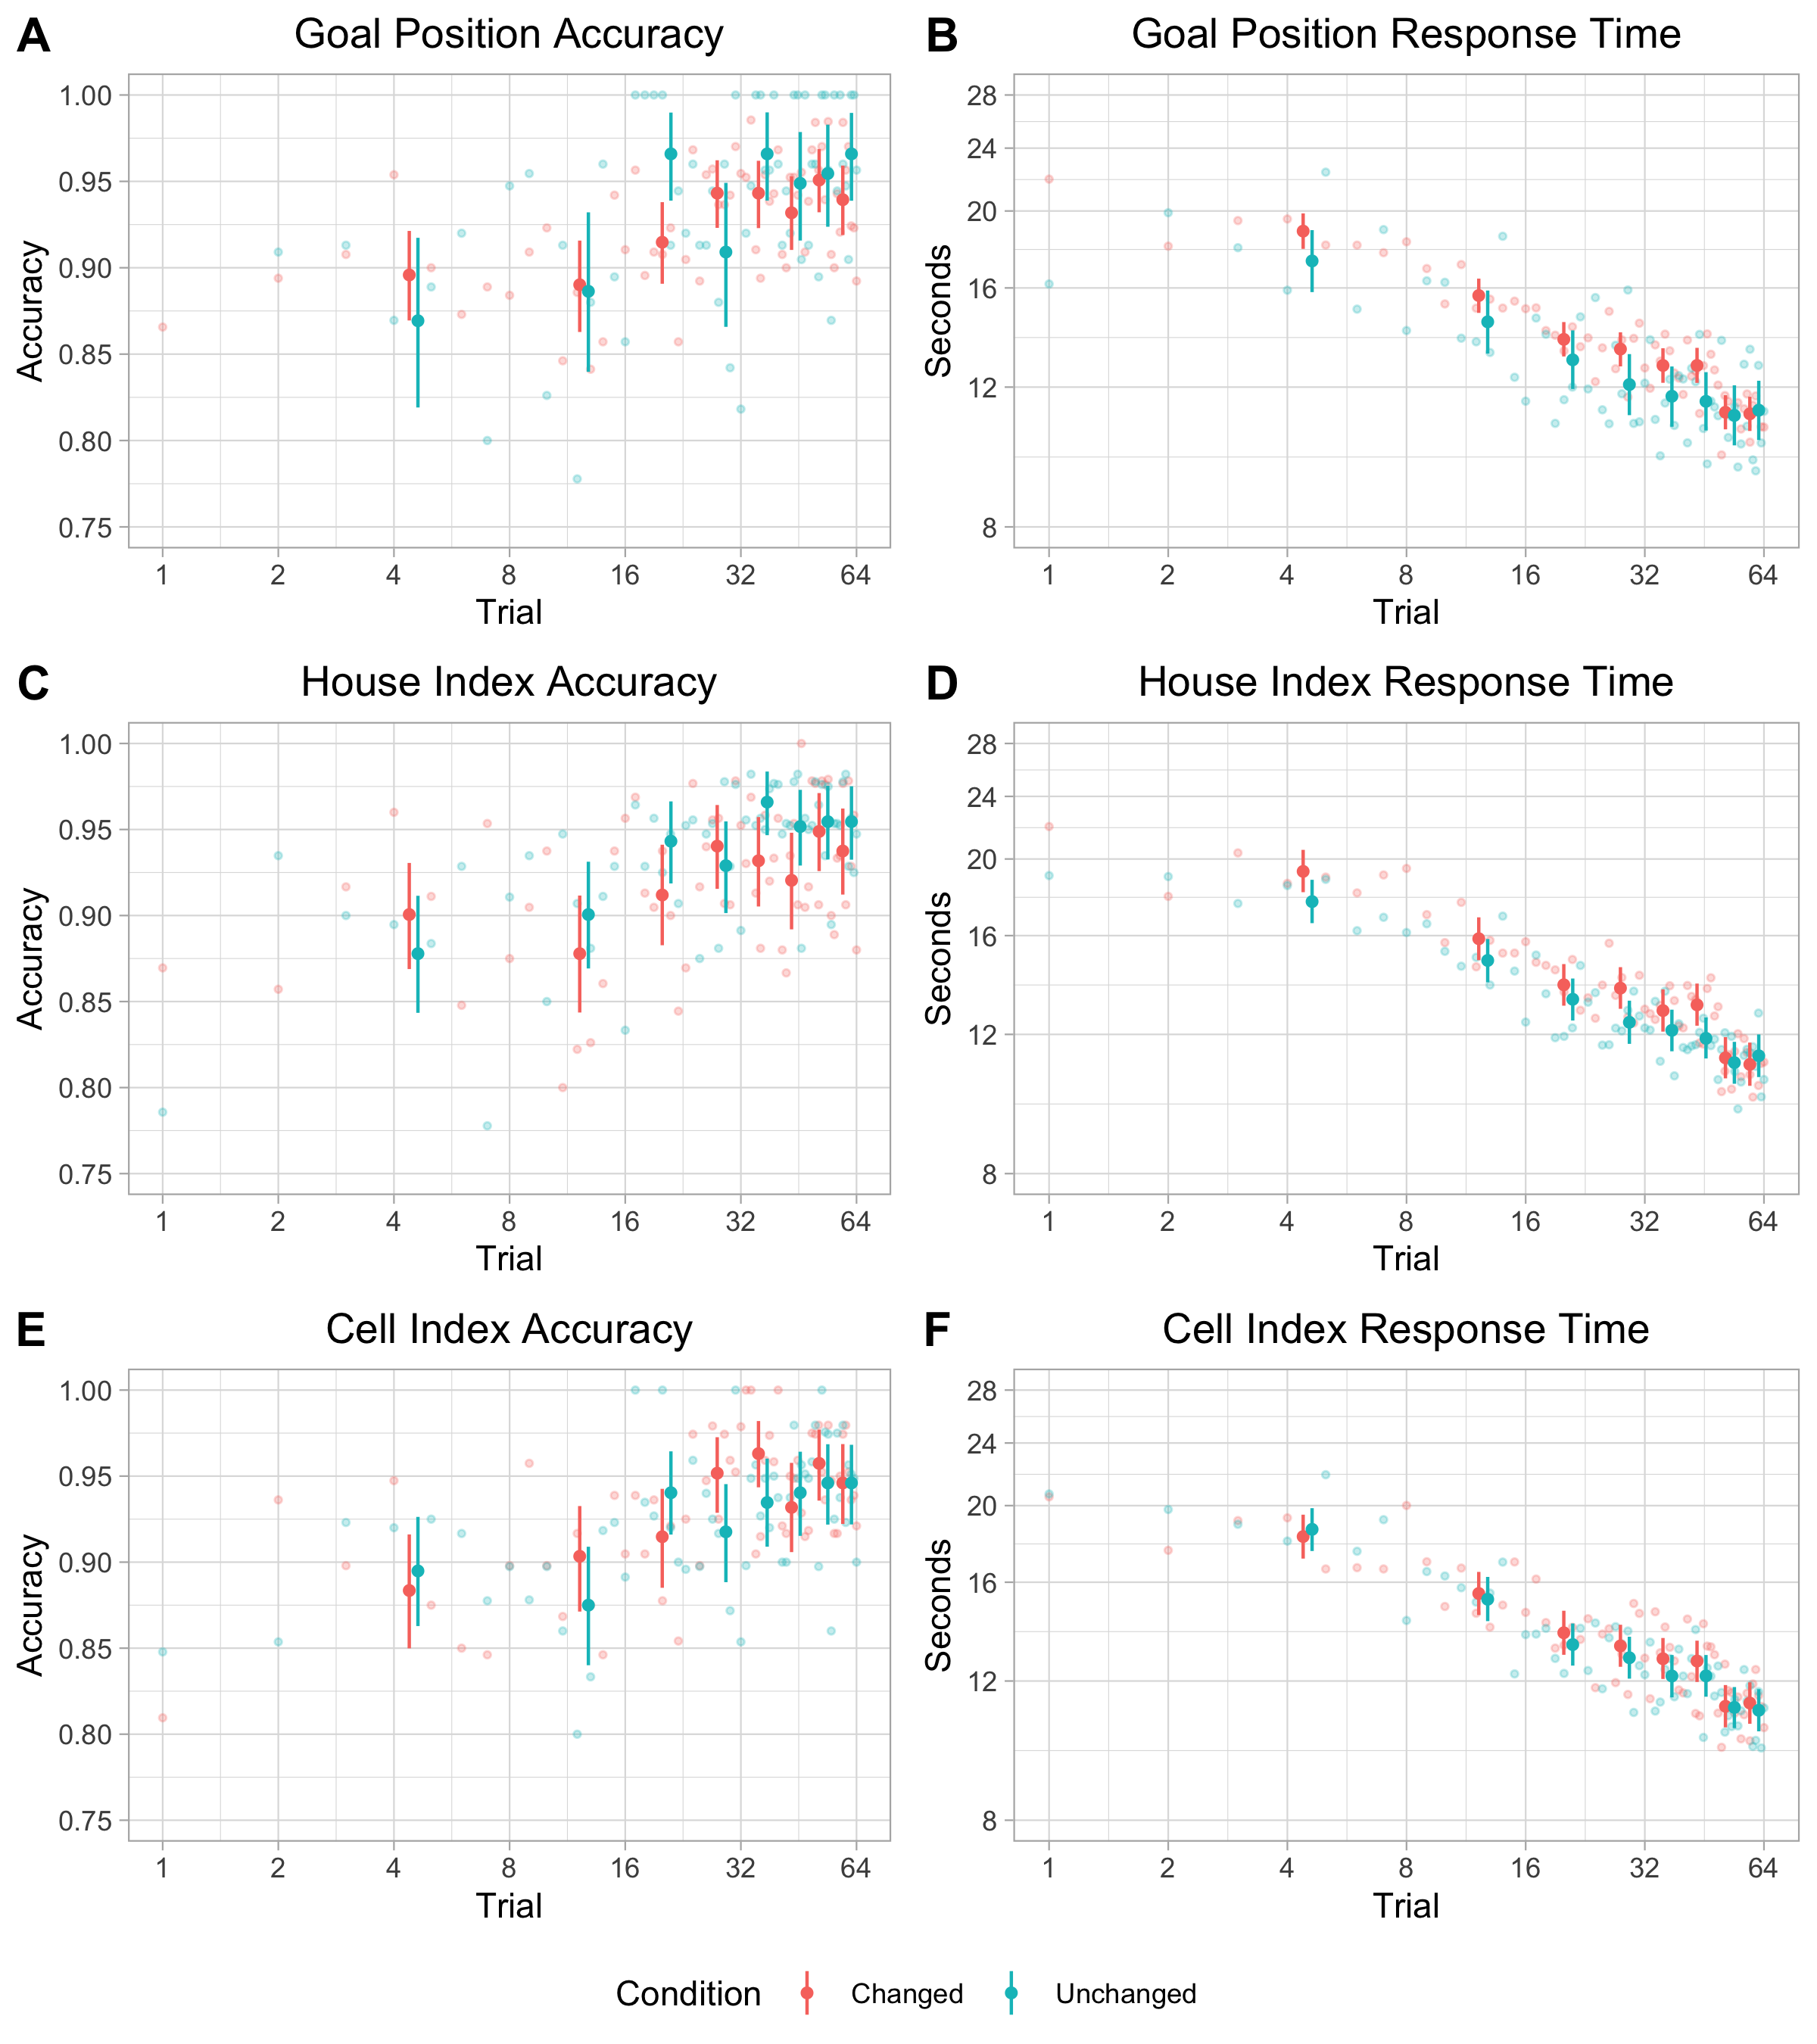 A Goal Position Accuracy
1.00
0.95
0.90
0.85
0.80
0.75
Accuracy
1 2 4 8 16 32 64
Trial
B Goal Position Response Time
28
24
20
16
12
8
Seconds
1 2 4 8 16 32 64
Trial
C House Index Accuracy
1.00
0.95
0.90
0.85
0.80
0.75
Accuracy
1 2 4 8 16 32 64
Trial
D House Index Response Time
28
24
20
16
12
8
Seconds
1 2 4 8 16 32 64
Trial
E Cell Index Accuracy
1.00
0.95
0.90
0.85
0.80
0.75
Accuracy
1 2 4 8 16 32 64
Trial
F Cell Index Response Time
28
24
20
16
12
8
Seconds
1 2 4 8 16 32 64
Trial
Condition Changed Unchanged